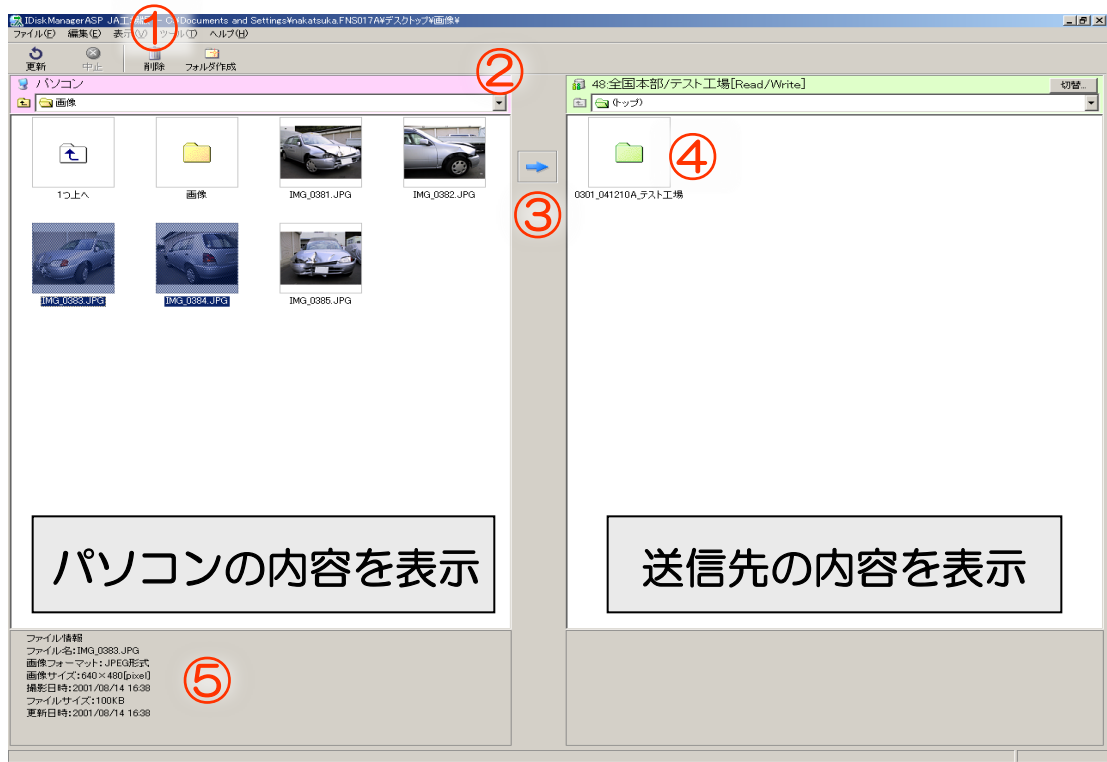 IDiskManagerASP JA工 - C:¥Documents and Settings¥nakatsuka.FNS017A¥デスクトップ¥画像¥
①
ファイル(F) 編集(E) 表示(V) ツール(T) ヘルプ(H)
更新 中止 削除 フォルダ作成
パソコン
②
画像
48:全国本部/テスト工場[Read/Write]
切替...
(トップ)
1つ上へ 画像 IMG_0381.JPG IMG_0382.JPG
IMG_0383.JPG IMG_0384.JPG IMG_0385.JPG
③
④
0301_041210A_テスト工場
パソコンの内容を表示
送信先の内容を表示
ファイル情報
ファイル名:IMG_0383.JPG
画像フォーマット:JPEG形式
画像サイズ:640×480[pixel]
撮影日時:2001/08/14 16:38
ファイルサイズ:100KB
更新日時:2001/08/14 16:38
⑤